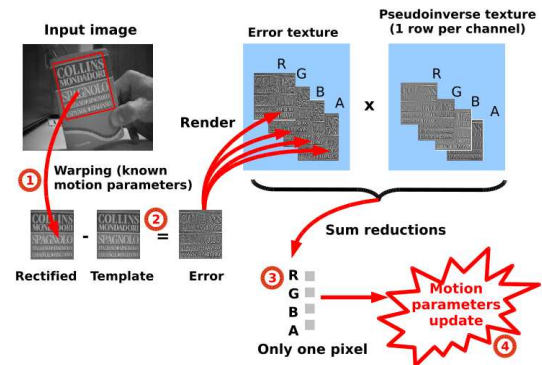 Input image
COLLINS
MONDADORI
SPAGNOLO
Error texture
R
G
B
A
x
Pseudoinverse texture
(1 row per channel)
R
G
B
A
Render
1
Warping (known
motion parameters)
COLLINS
MONDADORI
SPAGNOLO
-
COLLINS
MONDADORI
SPAGNOLO
2
=
Rectified
Template
Error
Sum reductions
3
R
G
B
A
Only one pixel
Motion
parameters
update
4